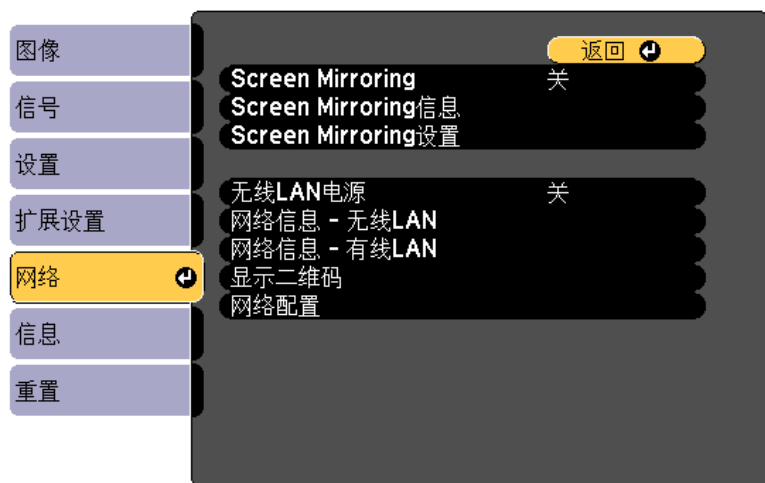 图像
信号
设置
扩展设置
网络
信息
重置
返回
Screen Mirroring 关
Screen Mirroring信息
Screen Mirroring设置
无线LAN电源 关
网络信息 - 无线LAN
网络信息 - 有线LAN
显示二维码
网络配置